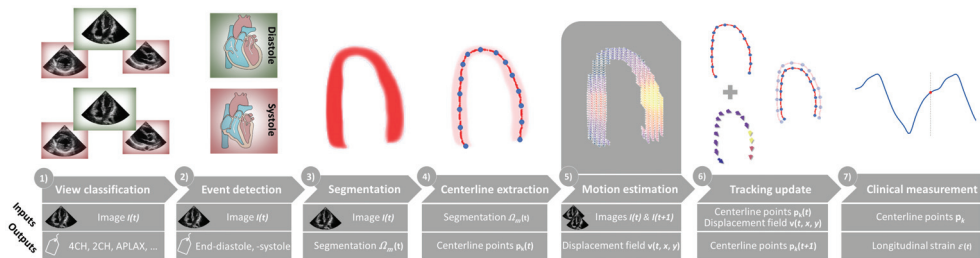 Diastole
Systole
1)
View classification
2)
Event detection
3)
Segmentation
4)
Centerline extraction
5)
Motion estimation
6)
Tracking update
7)
Clinical measurement
Inputs
Image I(t)
Image I(t)
Image I(t)
Segmentation Ωm(t)
Images I(t) & I(t+1)
Centerline points pk(t)
Displacement field v(t, x, y)
Centerline points pk
Outputs
4CH, 2CH, APLAX, ...
End-diastole, -systole
Segmentation Ωm(t)
Centerline points pk(t)
Displacement field v(t, x, y)
Centerline points pk(t+1)
Longitudinal strain ε(t)